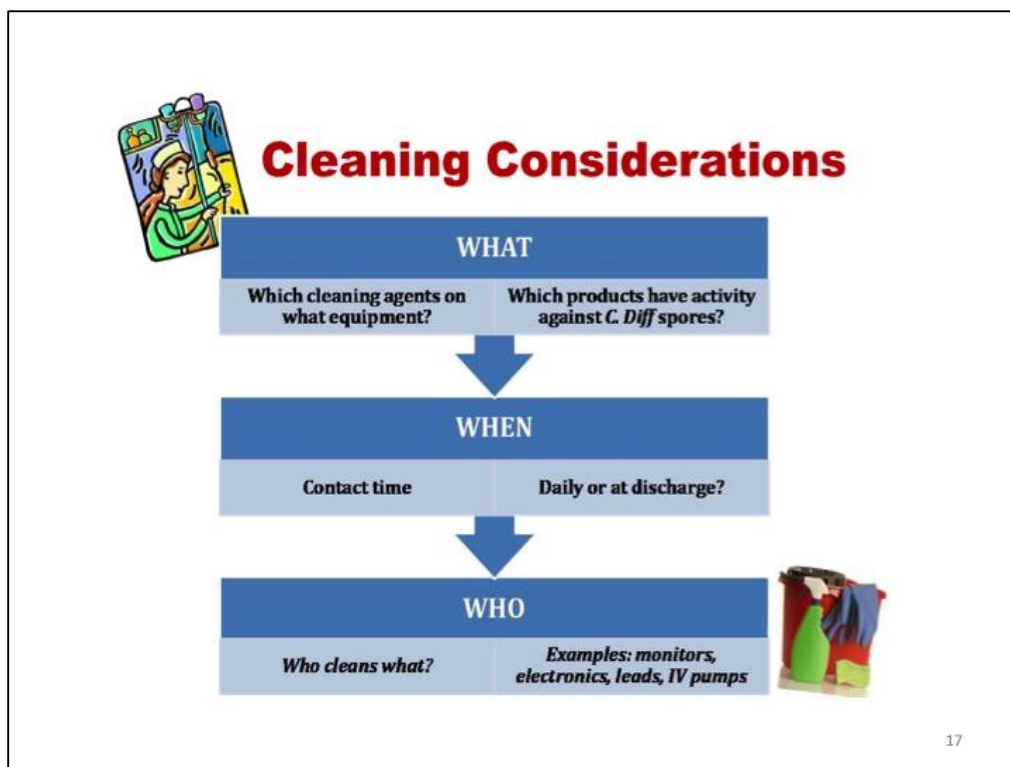 Cleaning Considerations
WHAT
Which cleaning agents on
what equipment?
Which products have activity
against C. Diff spores?
WHEN
Contact time
Daily or at discharge?
WHO
Who cleans what?
Examples: monitors,
electronics, leads, IV pumps
17